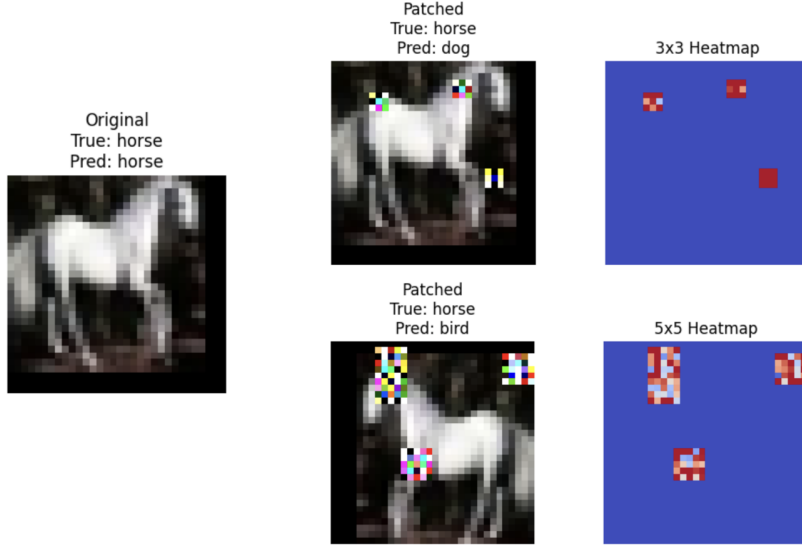 Original
True: horse
Pred: horse
Patched
True: horse
Pred: dog
3x3 Heatmap
Patched
True: horse
Pred: bird
5x5 Heatmap